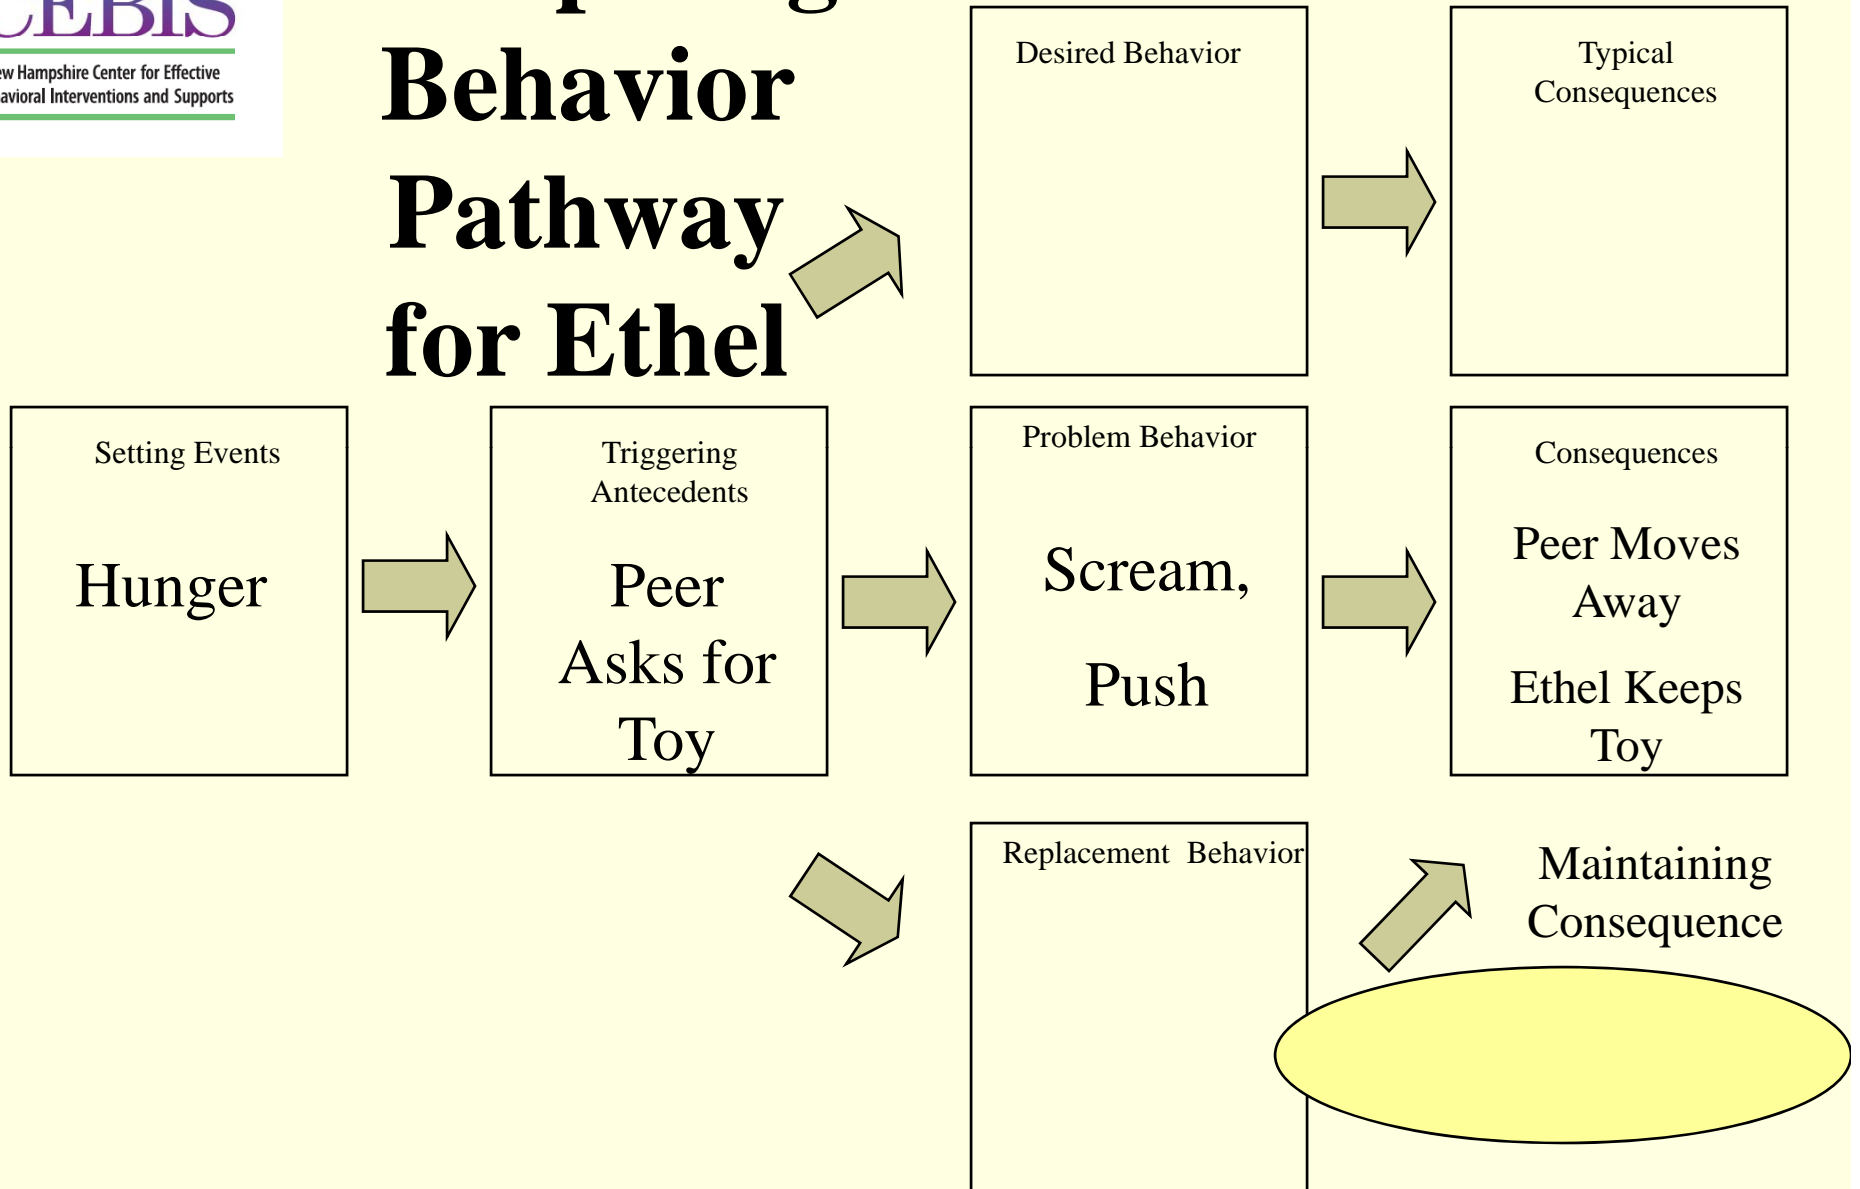 CEBIS
Hampshire Center for Effective
Interventions and Supports
Behavior
Pathway
for Ethel
Desired Behavior
Typical
Consequences
Setting Events
Hunger
Triggering
Antecedents
Peer
Asks for
Toy
Problem Behavior
Scream,
Push
Consequences
Peer Moves
Away
Ethel Keeps
Toy
Replacement Behavior
Maintaining
Consequence